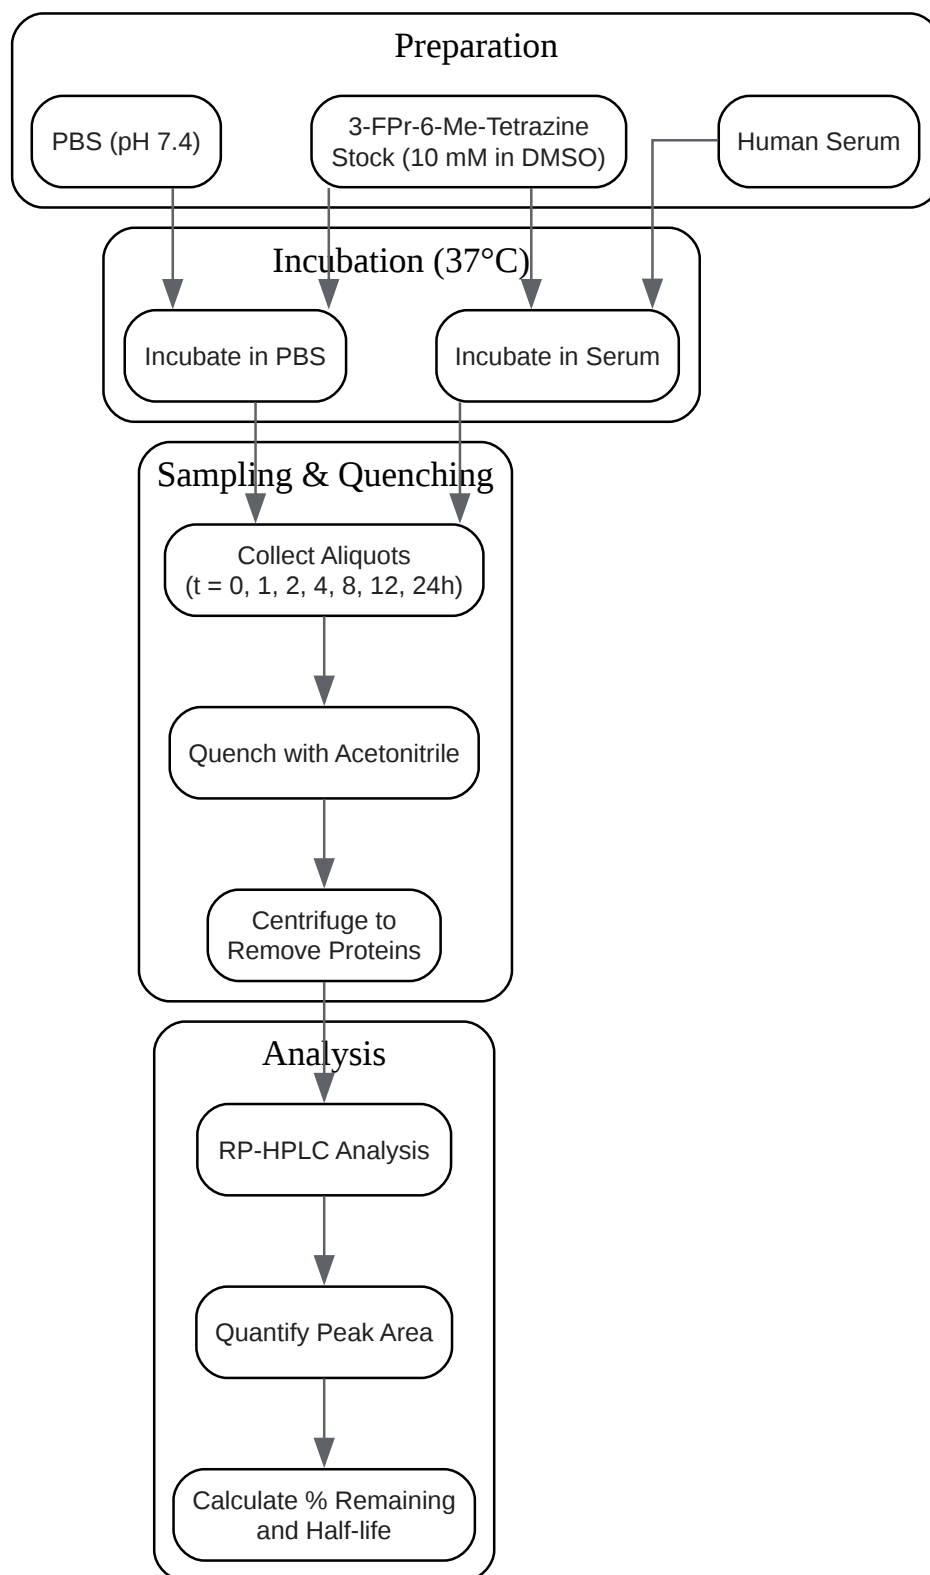 Preparation
PBS (pH 7.4)
3-FPr-6-Me-Tetrazine
Stock (10 mM in DMSO)
Human Serum
Incubation (37°C)
Incubate in PBS
Incubate in Serum
Sampling & Quenching
Collect Aliquots
(t = 0, 1, 2, 4, 8, 12, 24h)
Quench with Acetonitrile
Centrifuge to
Remove Proteins
Analysis
RP-HPLC Analysis
Quantify Peak Area
Calculate % Remaining
and Half-life